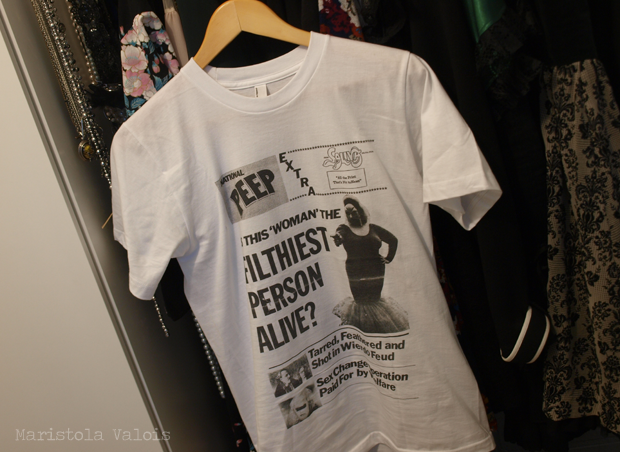 NATIONAL
PEEP
EXTRA
THIS 'WOMAN' THE
FILTHIEST
PERSON
ALIVE?
Tarred, Feathered and
Shot in Feud
Sex Change
Paid For by
Maristola Valois